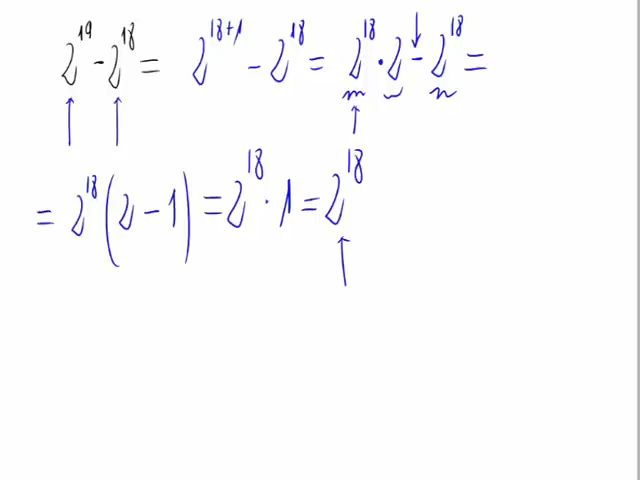 2^19 - 2^18 = 2^18+1 - 2^18 = 2^18 · 2 - 2^18 =
= 2^18 (2 - 1) = 2^18 · 1 = 2^18